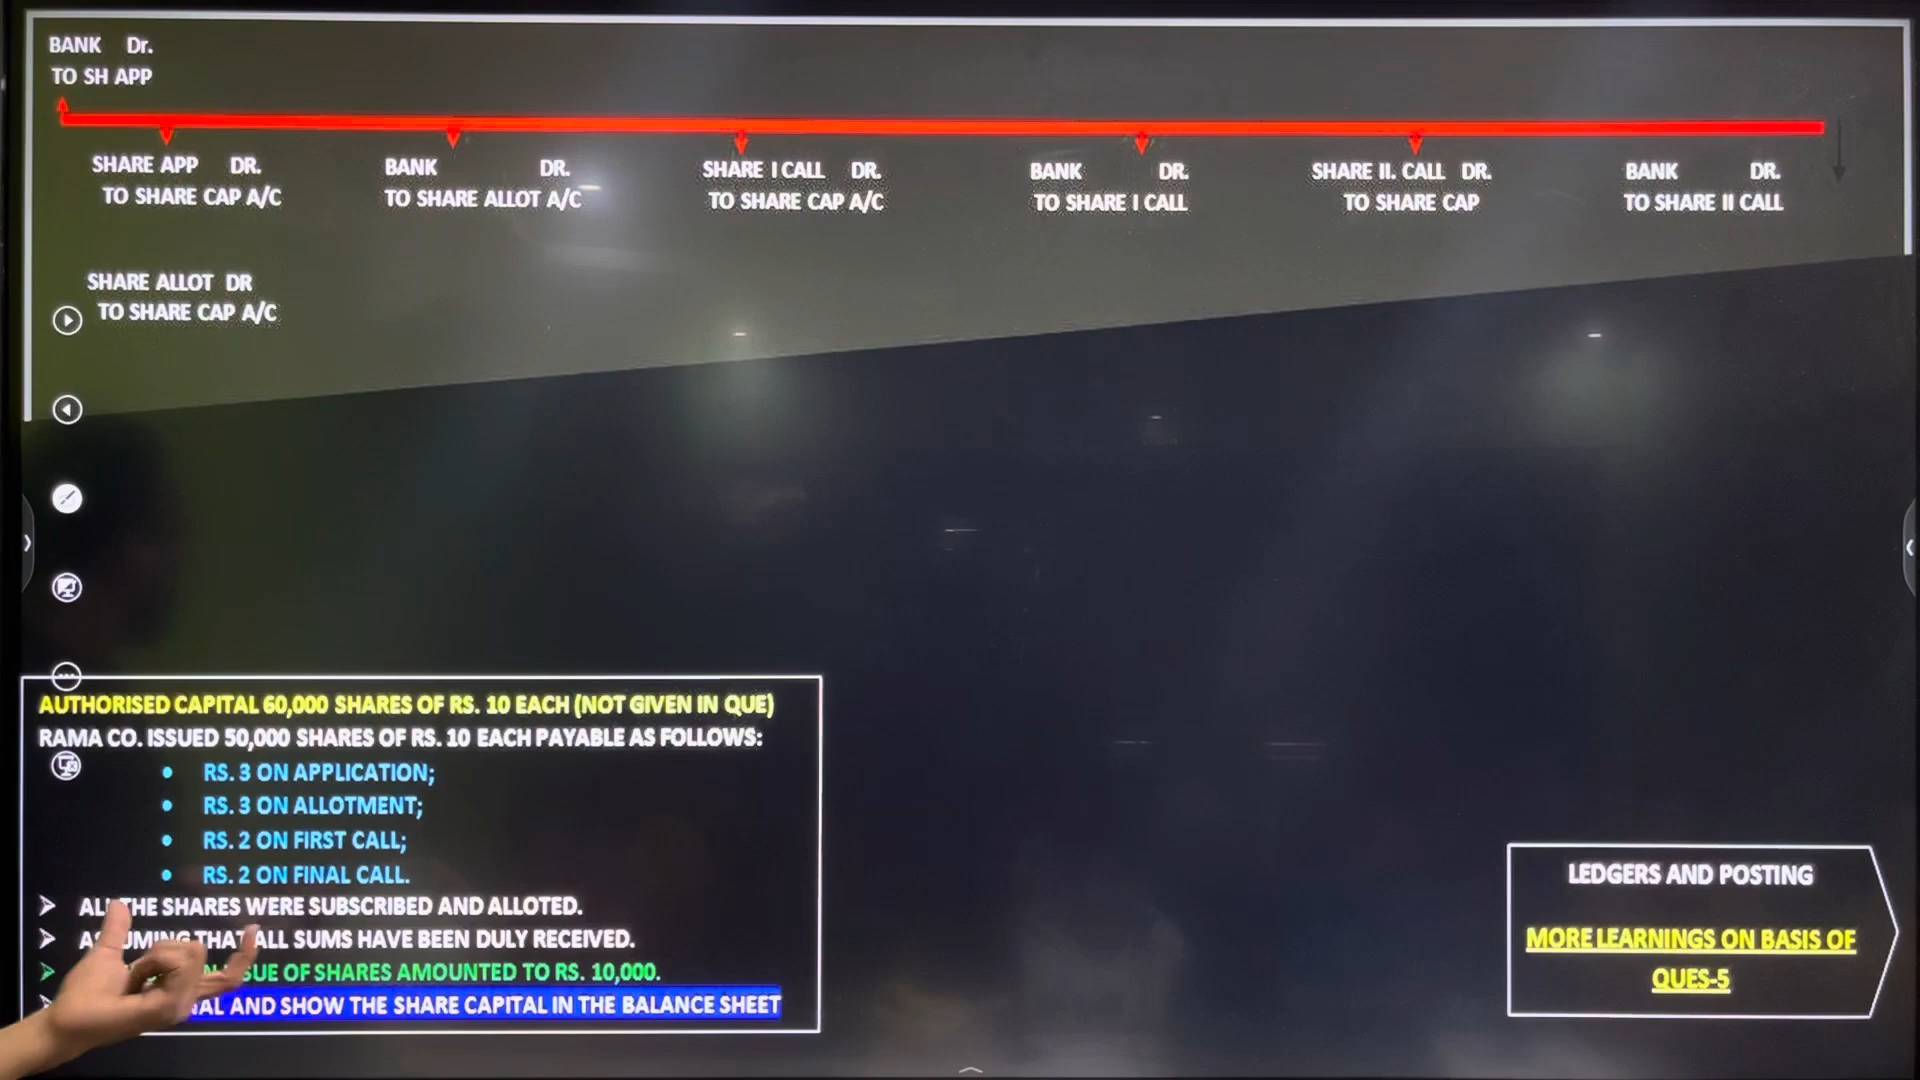 BANK Dr.
TO SH APP
SHARE APP DR.
TO SHARE CAP A/C
BANK DR.
TO SHARE ALLOT A/C
SHARE I CALL DR.
TO SHARE CAP A/C
BANK DR.
TO SHARE I CALL
SHARE II. CALL DR.
TO SHARE CAP
BANK DR.
TO SHARE II CALL
SHARE ALLOT DR
TO SHARE CAP A/C
AUTHORISED CAPITAL 60,000 SHARES OF RS. 10 EACH (NOT GIVEN IN QUE)
RAMA CO. ISSUED 50,000 SHARES OF RS. 10 EACH PAYABLE AS FOLLOWS:
• RS. 3 ON APPLICATION;
• RS. 3 ON ALLOTMENT;
• RS. 2 ON FIRST CALL;
• RS. 2 ON FINAL CALL.
➢ ALL THE SHARES WERE SUBSCRIBED AND ALLOTED.
➢ ASSUMING THAT ALL SUMS HAVE BEEN DULY RECEIVED.
➢ OF SHARES AMOUNTED TO RS. 10,000.
AND SHOW THE SHARE CAPITAL IN THE BALANCE SHEET
LEDGERS AND POSTING
MORE LEARNINGS ON BASIS OF
QUES-5